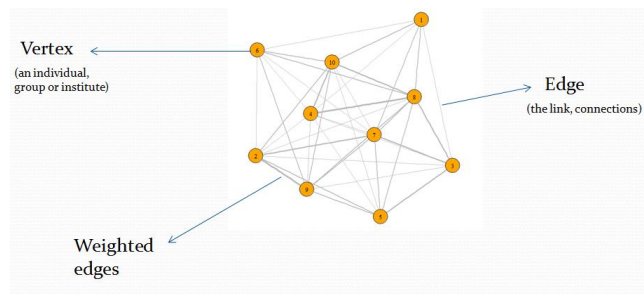 Vertex
(an individual,
group or institute)
Edge
(the link, connections)
Weighted
edges
1
6
10
8
4
7
2
3
9
5